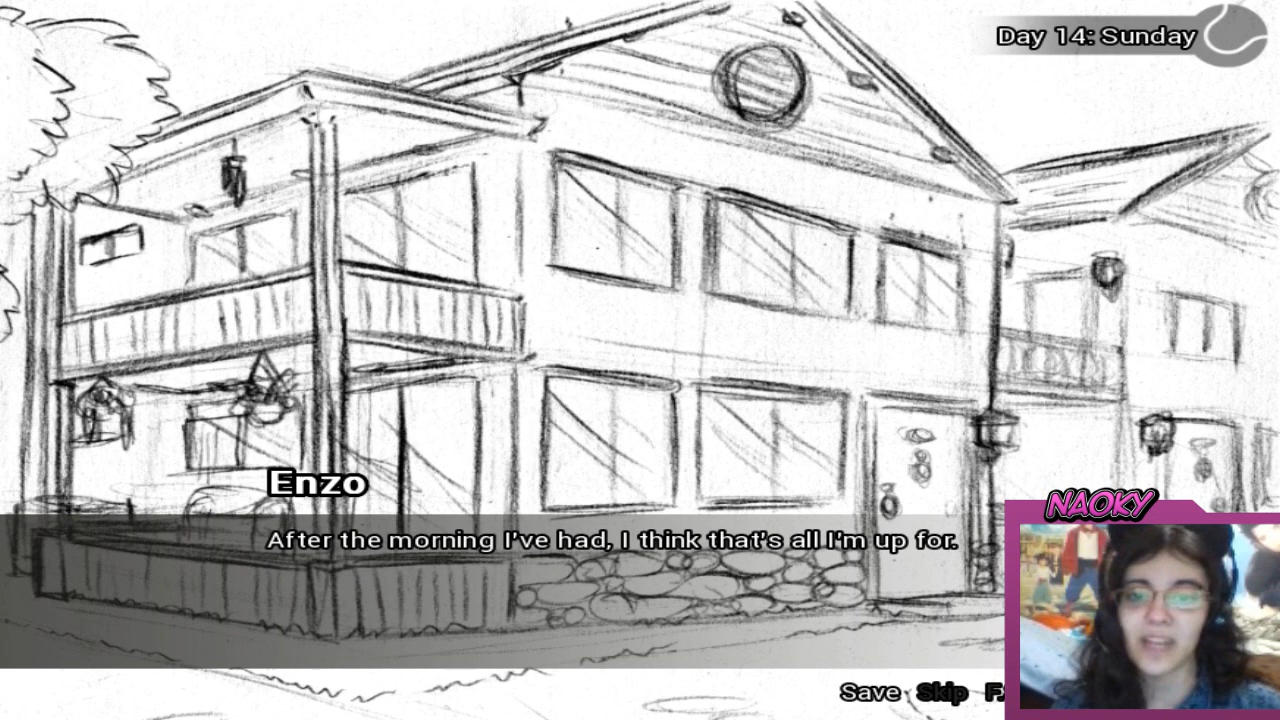 Day 14: Sunday
Enzo
After the morning I've had, I think that's all I'm up for.
NAOKY
Save Skip